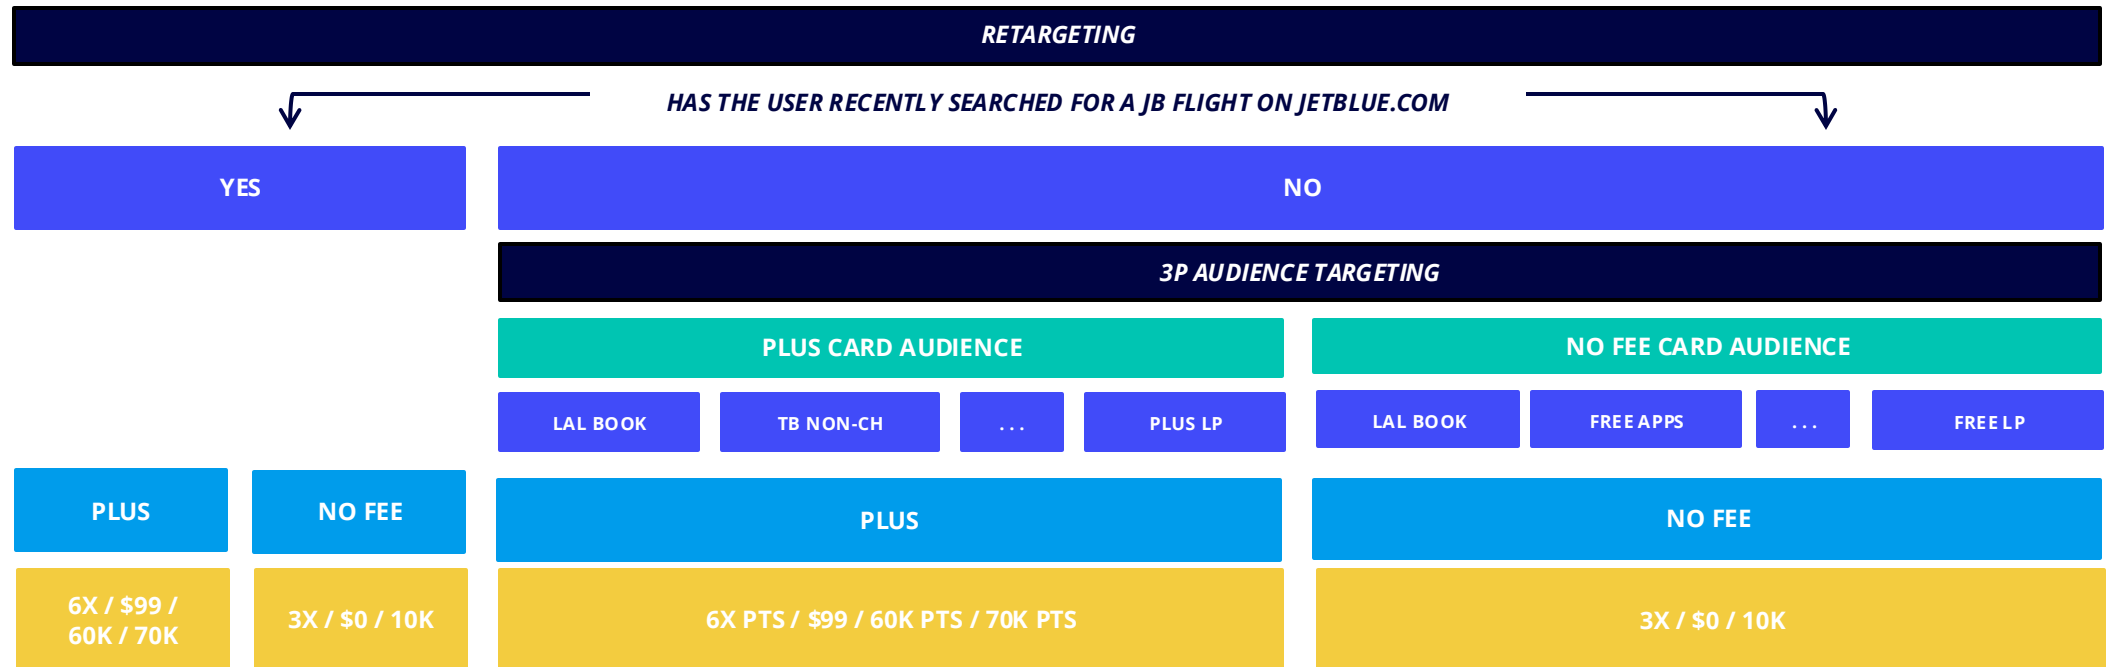 RETARGETING
HAS THE USER RECENTLY SEARCHED FOR A JB FLIGHT ON JETBLUE.COM
YES
NO
3P AUDIENCE TARGETING
PLUS CARD AUDIENCE
NO FEE CARD AUDIENCE
LAL BOOK
TB NON-CH
. . .
PLUS LP
LAL BOOK
FREE APPS
. . .
FREE LP
PLUS
NO FEE
PLUS
NO FEE
6X / $99 /
60K / 70K
3X / $0 / 10K
6X PTS / $99 / 60K PTS / 70K PTS
3X / $0 / 10K